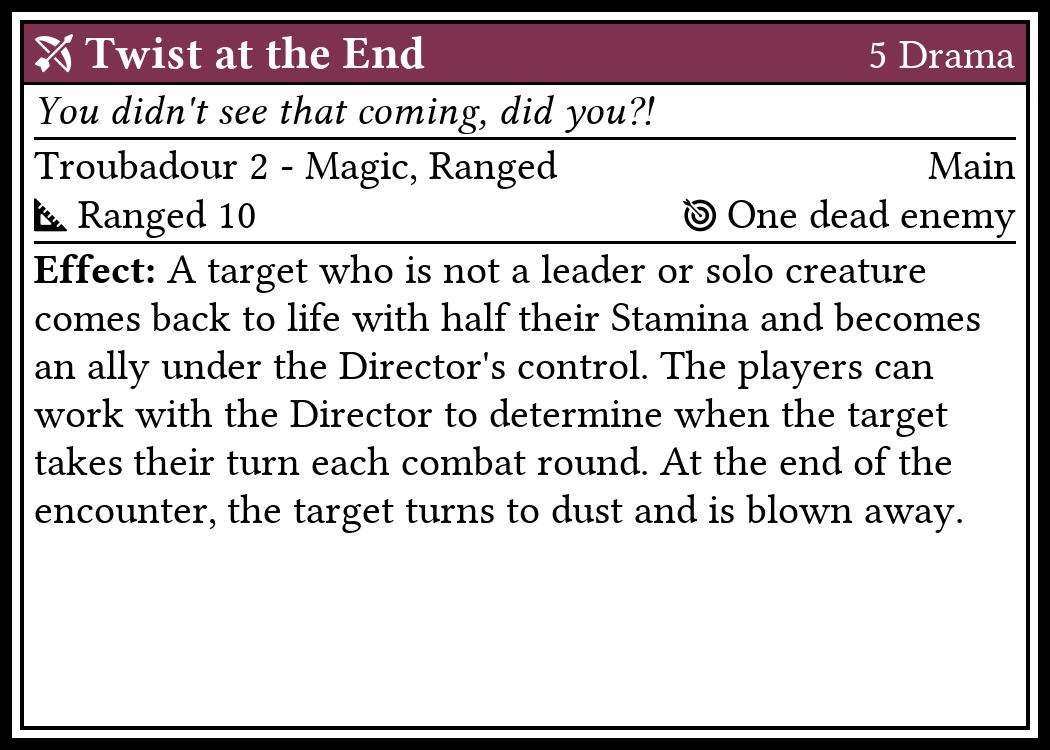 Twist at the End 5 Drama
You didn't see that coming, did you?!
Troubadour 2 - Magic, Ranged Main
Ranged 10 One dead enemy
Effect: A target who is not a leader or solo creature
comes back to life with half their Stamina and becomes
an ally under the Director's control. The players can
work with the Director to determine when the target
takes their turn each combat round. At the end of the
encounter, the target turns to dust and is blown away.